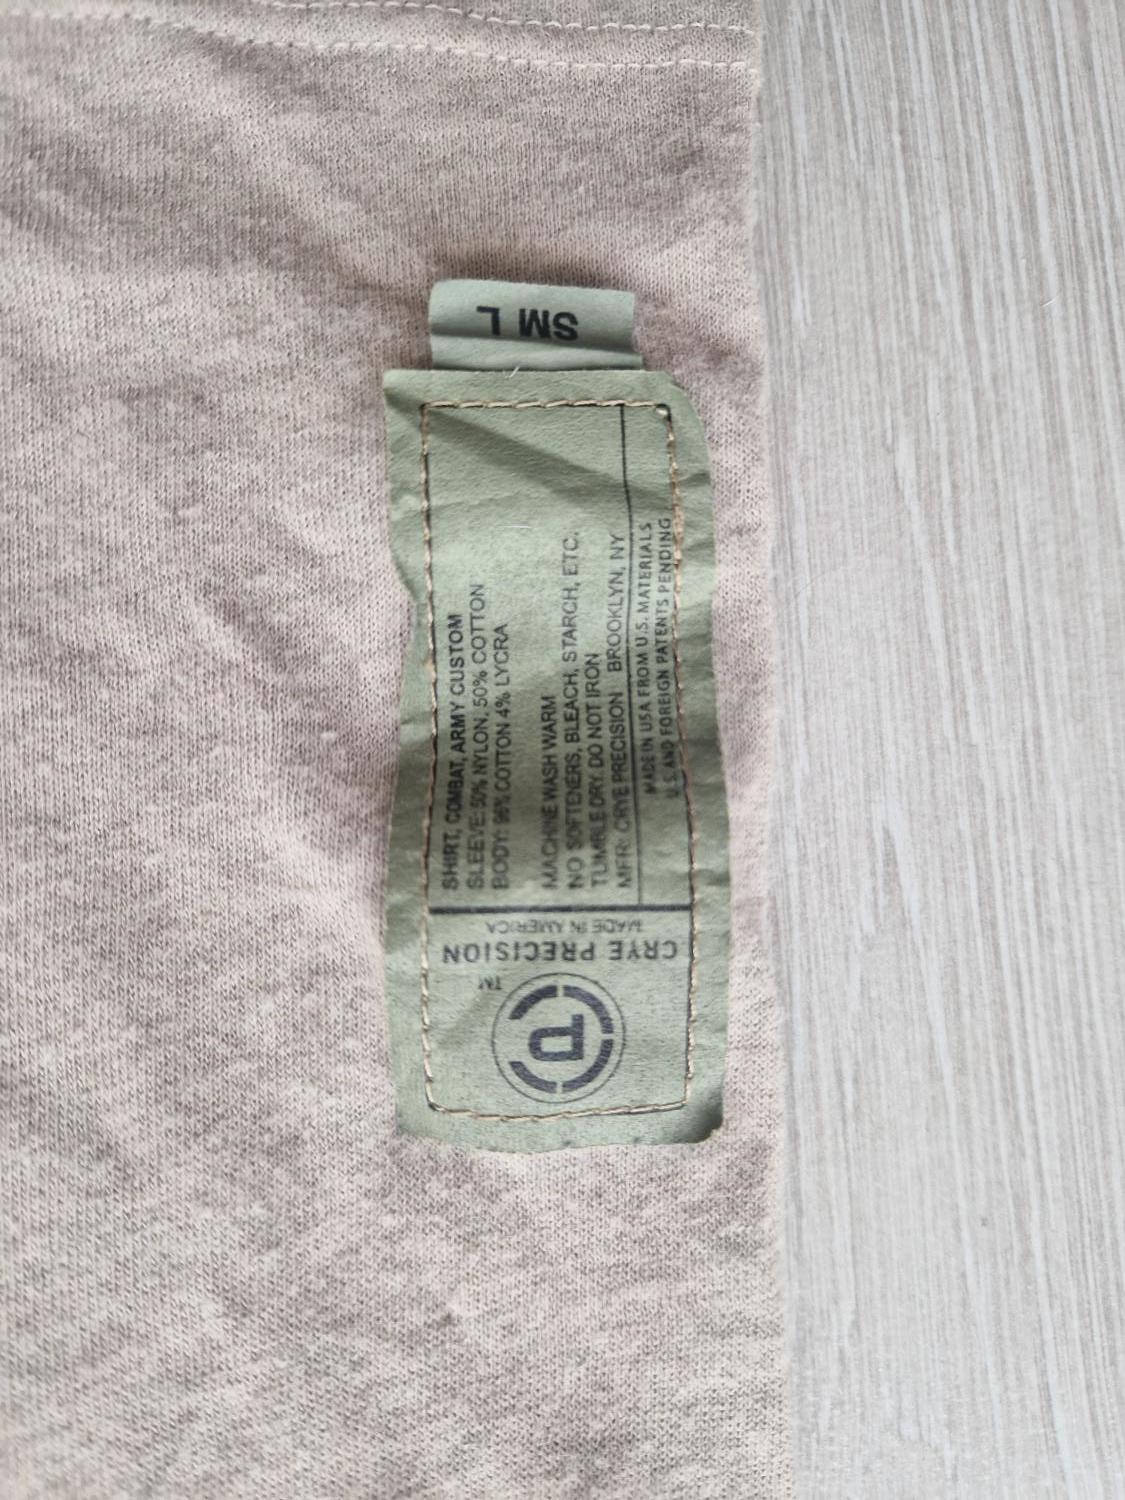 SM L
SHIRT, COMBAT, ARMY CUSTOM
SLEEVE: 50% NYLON, 50% COTTON
BODY: 96% COTTON 4% LYCRA
MACHINE WASH WARM
NO SOFTENERS, BLEACH, STARCH, ETC.
TUMBLE DRY. DO NOT IRON
MFR: CRYE PRECISION BROOKLYN, NY
MADE IN USA FROM U.S. MATERIALS
U.S. AND FOREIGN PATENTS PENDING
TM
CRYE PRECISION
MADE IN AMERICA